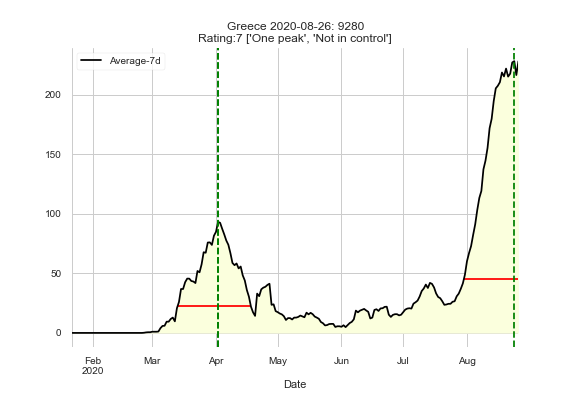 Greece 2020-08-26: 9280
Rating:7 ['One peak', 'Not in control']
Average-7d
200
150
100
50
0
Feb
2020
Mar
Apr
May
Jun
Jul
Aug
Date